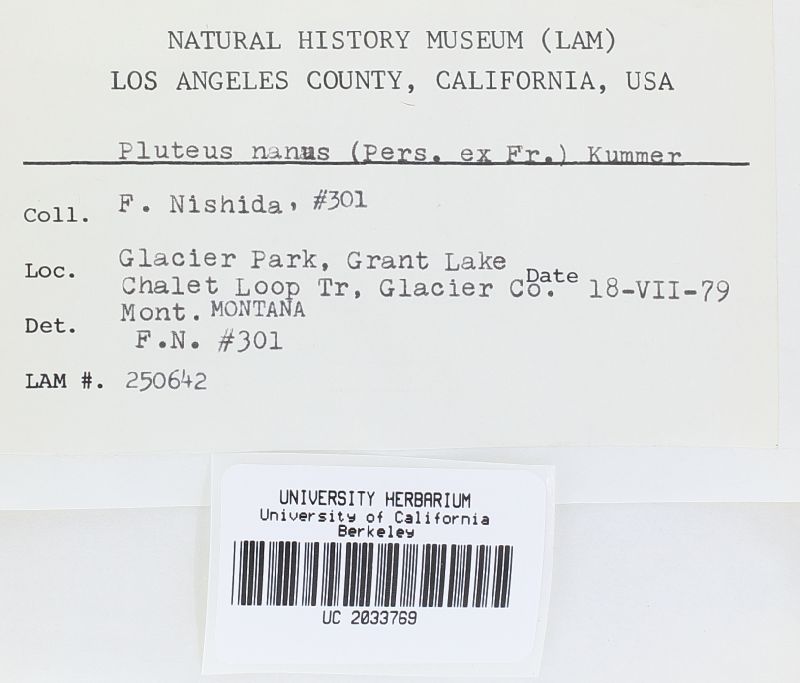 NATURAL HISTORY MUSEUM (LAM)
LOS ANGELES COUNTY, CALIFORNIA, USA
Pluteus nanus (Pers. ex Fr.) Kummer
Coll. F. Nishida, #301
Loc. Glacier Park, Grant Lake
Chalet Loop Tr, Glacier Co. Date 18-VII-79
Mont. MONTANA
Det. F.N. #301
LAM #. 250642
UNIVERSITY HERBARIUM
University of California
Berkeley
UC 2033769